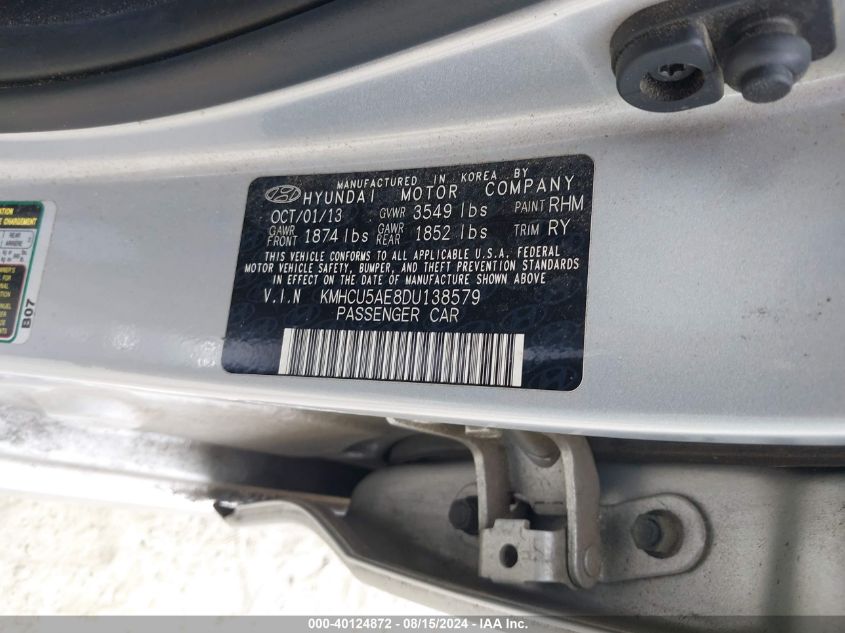 MANUFACTURED IN KOREA BY
HYUNDAI MOTOR COMPANY
OCT/01/13 GVWR 3549 lbs PAINT RHM
GAWR FRONT 1874 lbs GAWR REAR 1852 lbs TRIM RY
THIS VEHICLE CONFORMS TO ALL APPLICABLE U.S.A. FEDERAL
MOTOR VEHICLE SAFETY, BUMPER, AND THEFT PREVENTION STANDARDS
IN EFFECT ON THE DATE OF MANUFACTURE SHOWN ABOVE
V.I.N KMHCU5AE8DU138579
PASSENGER CAR
REAR
ARRIERE
B07
000-40124872 - 08/15/2024 - IAAI Inc.